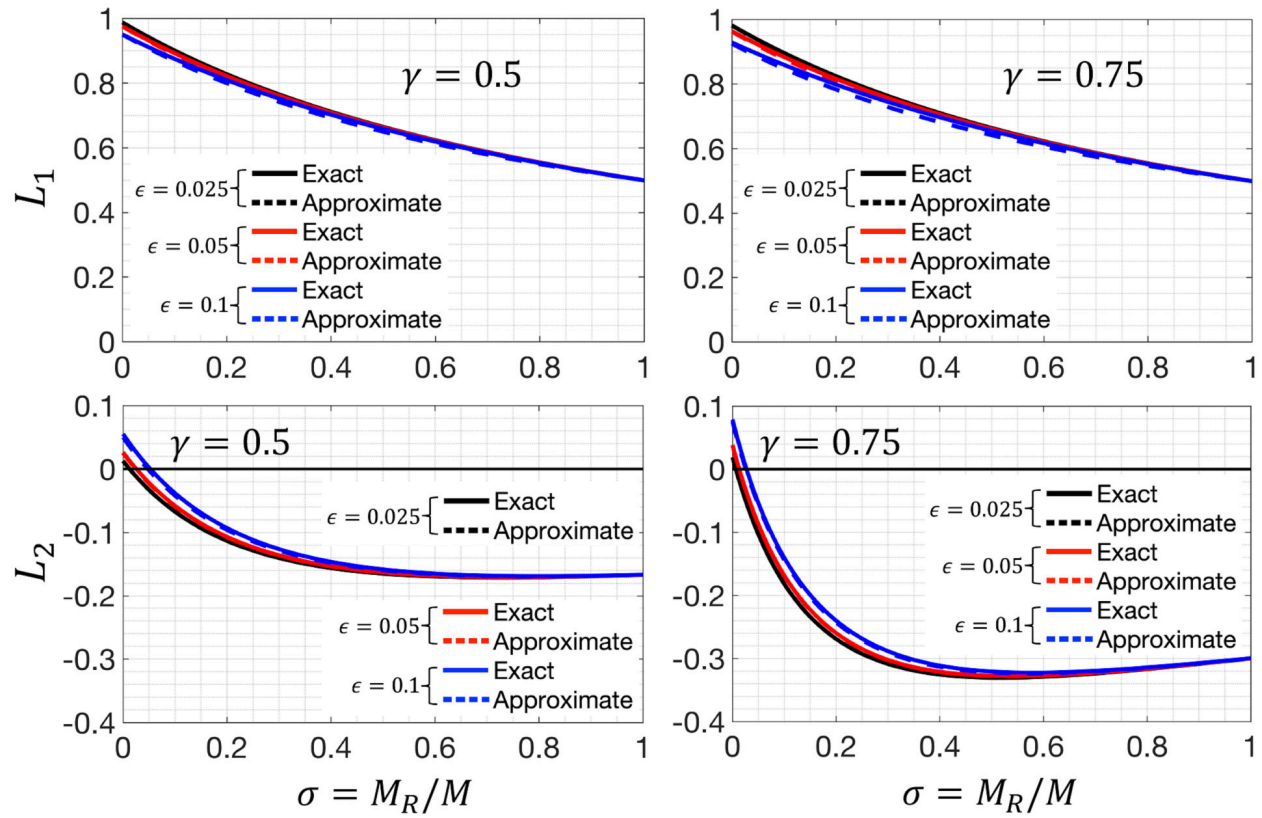 1
0.8
0.6
0.4
0.2
0
L₁
γ = 0.5
ϵ = 0.025
Exact
Approximate
ϵ = 0.05
Exact
Approximate
ϵ = 0.1
Exact
Approximate
0 0.2 0.4 0.6 0.8 1
1
0.8
0.6
0.4
0.2
0
γ = 0.75
ϵ = 0.025
Exact
Approximate
ϵ = 0.05
Exact
Approximate
ϵ = 0.1
Exact
Approximate
0 0.2 0.4 0.6 0.8 1
0.1
0
-0.1
-0.2
-0.3
-0.4
L₂
γ = 0.5
ϵ = 0.025
Exact
Approximate
ϵ = 0.05
Exact
Approximate
ϵ = 0.1
Exact
Approximate
0 0.2 0.4 0.6 0.8 1
σ = M_R/M
0.1
0
-0.1
-0.2
-0.3
-0.4
γ = 0.75
ϵ = 0.025
Exact
Approximate
ϵ = 0.05
Exact
Approximate
ϵ = 0.1
Exact
Approximate
0 0.2 0.4 0.6 0.8 1
σ = M_R/M